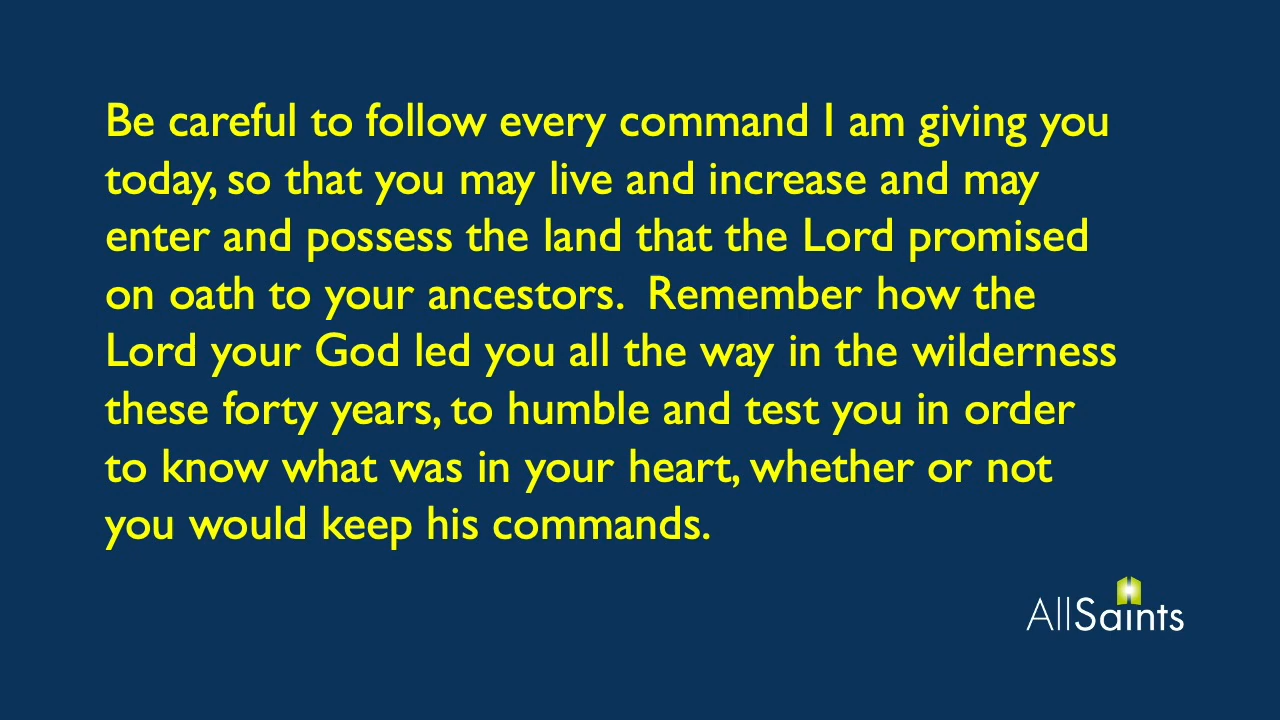 Be careful to follow every command I am giving you
today, so that you may live and increase and may
enter and possess the land that the Lord promised
on oath to your ancestors.  Remember how the
Lord your God led you all the way in the wilderness
these forty years, to humble and test you in order
to know what was in your heart, whether or not
you would keep his commands.
AllSaints